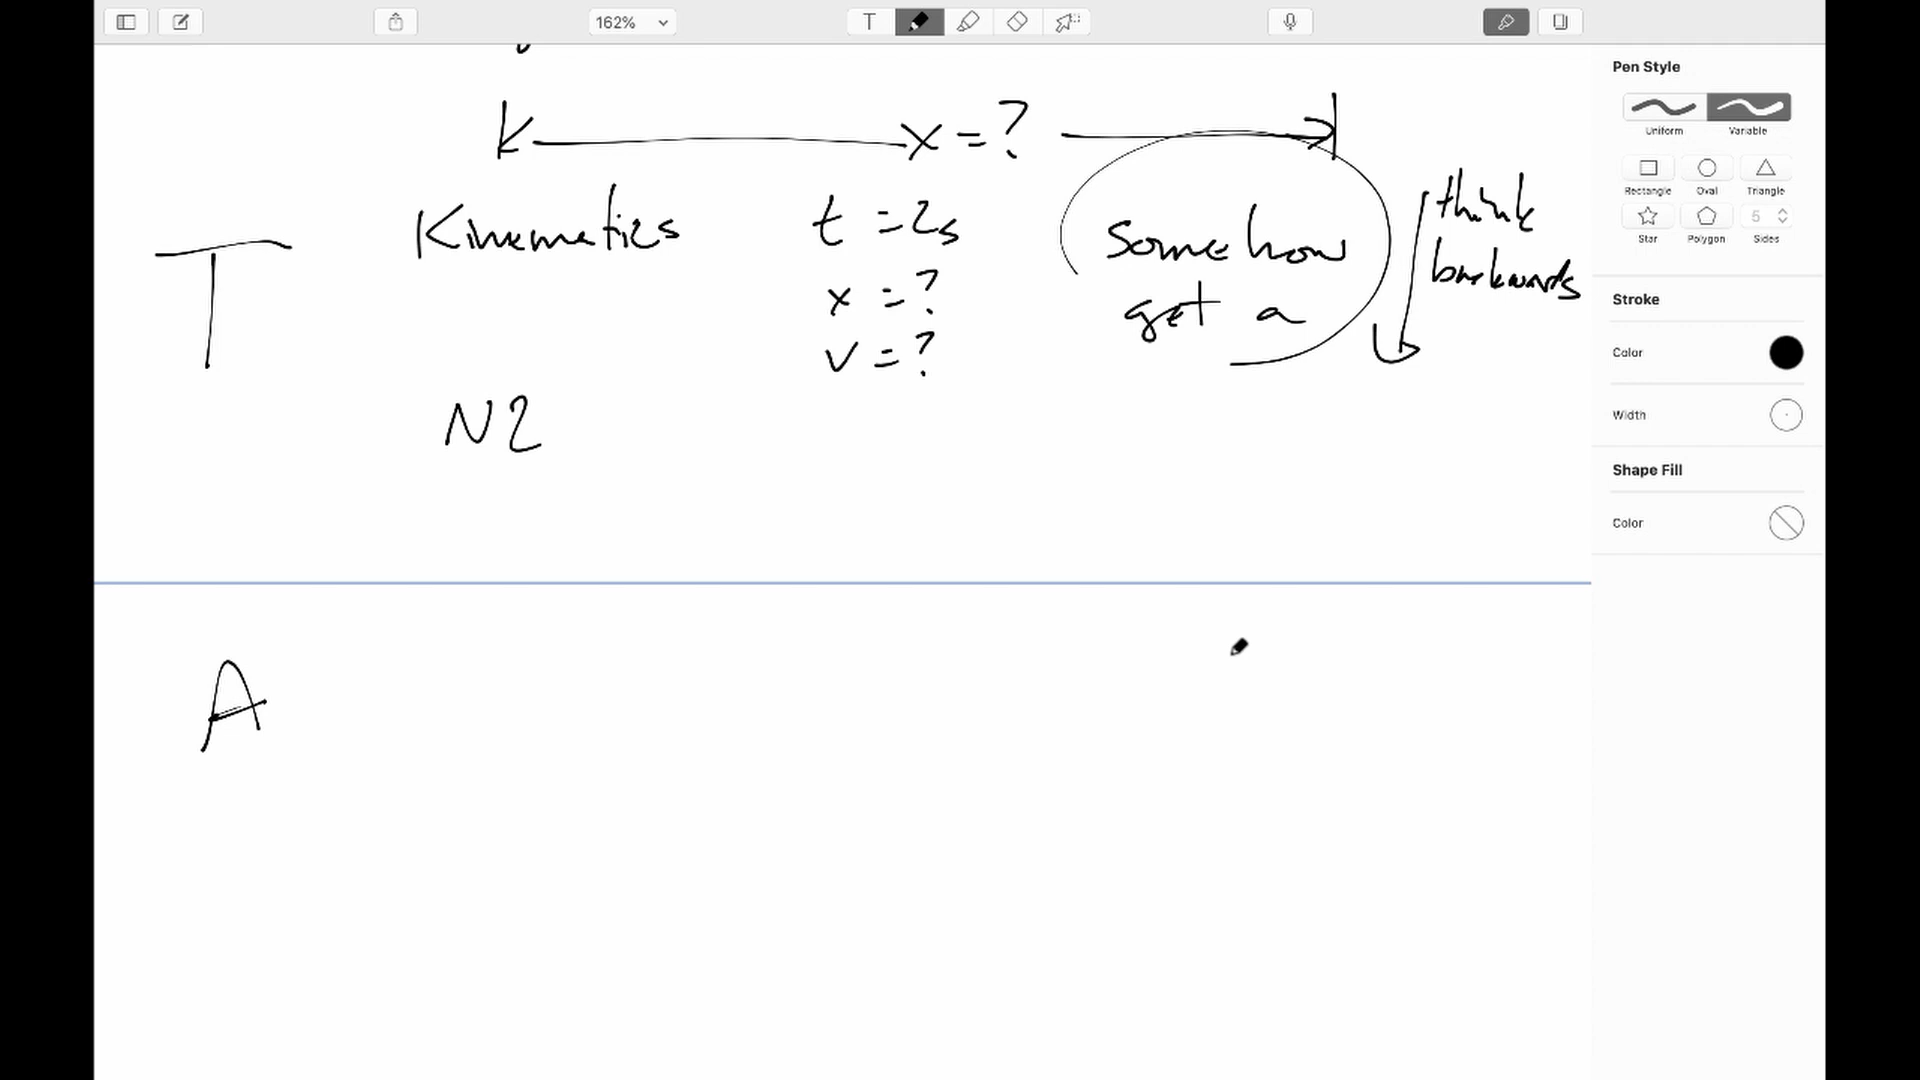 162%
T
Pen Style
Uniform Variable
Rectangle Oval Triangle
5
Star Polygon Sides
Stroke
Color
Width
Shape Fill
Color
x = ?
T
Kinematics
t = 2s
x = ?
v = ?
Somehow
get a
think
backwards
N2
A